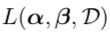 L(𝜶, 𝜷, 𝒟)